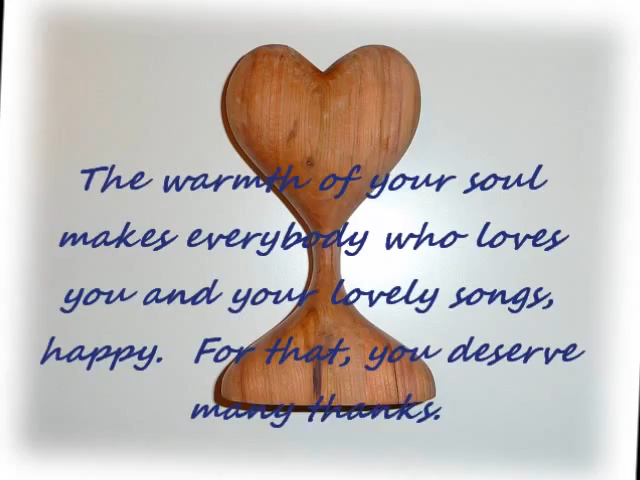 The warmth of your soul
makes everybody who loves
you and your lovely songs,
happy.  For that, you deserve
many thanks.